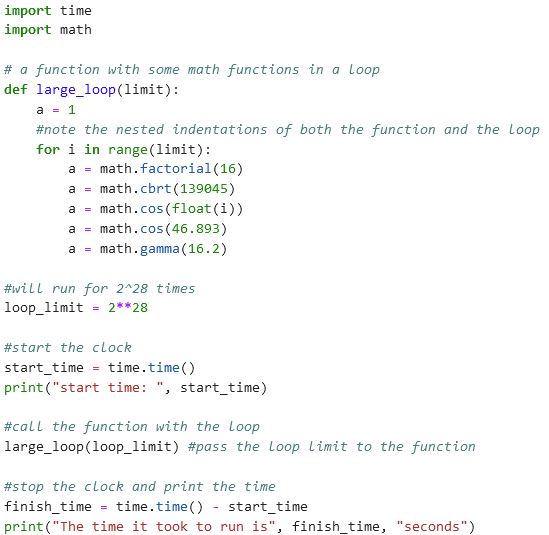 import time
import math

# a function with some math functions in a loop
def large_loop(limit):
    a = 1
    #note the nested indentations of both the function and the loop
    for i in range(limit):
        a = math.factorial(16)
        a = math.cbrt(139045)
        a = math.cos(float(i))
        a = math.cos(46.893)
        a = math.gamma(16.2)

#will run for 2^28 times
loop_limit = 2**28

#start the clock
start_time = time.time()
print("start time: ", start_time)

#call the function with the loop
large_loop(loop_limit) #pass the loop limit to the function

#stop the clock and print the time
finish_time = time.time() - start_time
print("The time it took to run is", finish_time, "seconds")